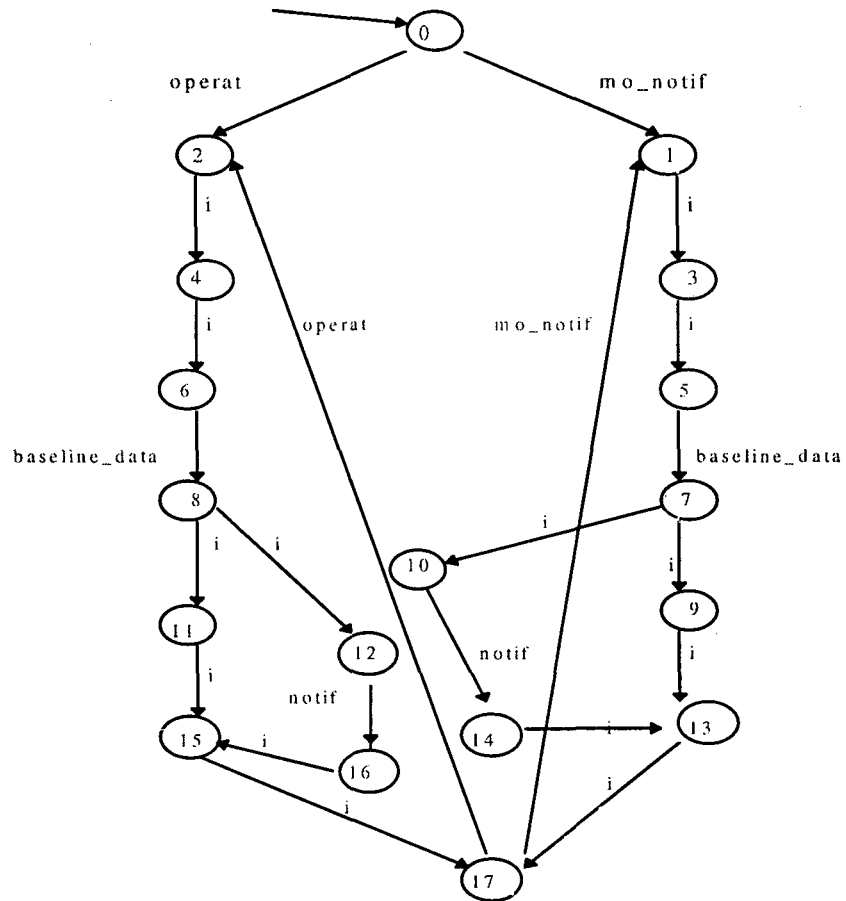 0
operat
mo_notif
2
1
i
i
4
3
i
operat
mo_notif
i
6
5
baseline_data
baseline_data
8
7
i
i
i
i
10
9
11
12
notif
i
i
notif
15
i
16
14
i
13
i
i
17